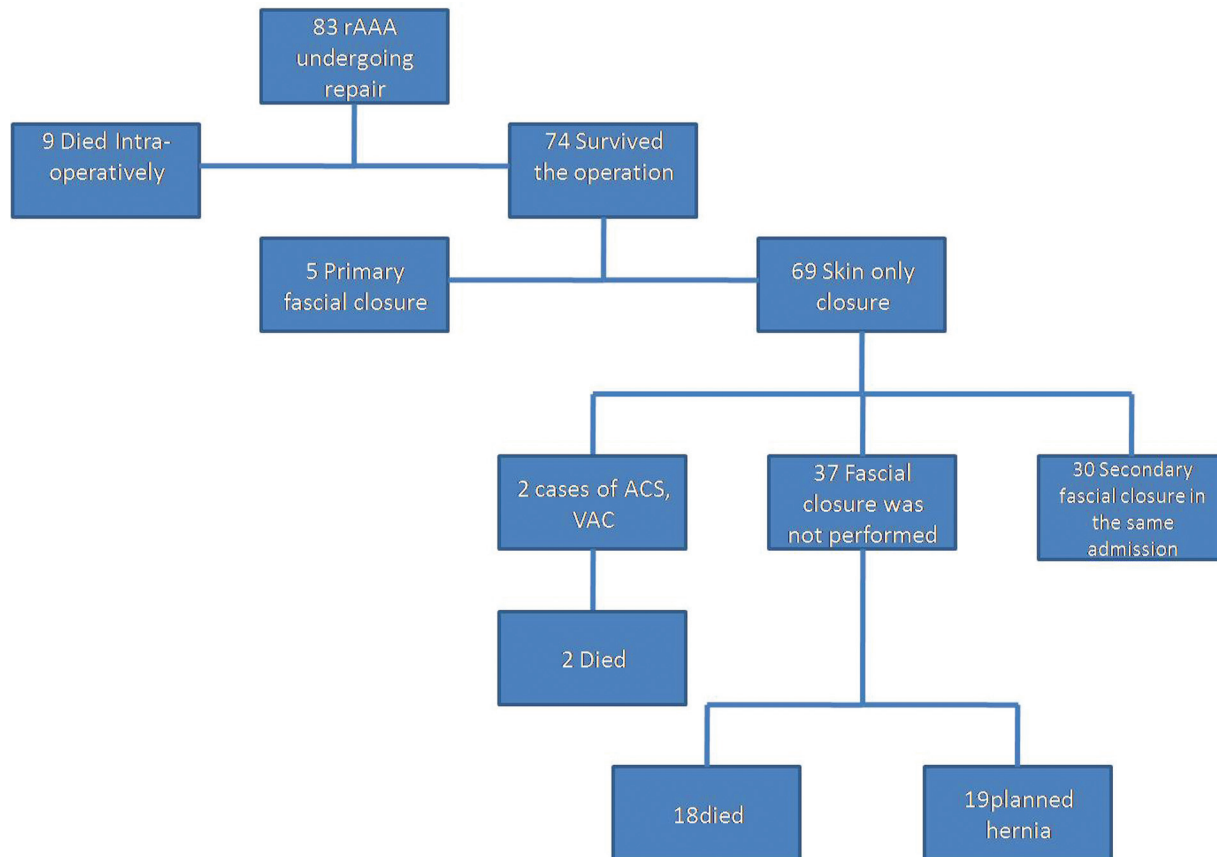 83 rAAA
undergoing
repair
9 Died Intra-
operatively
74 Survived
the operation
5 Primary
fascial closure
69 Skin only
closure
2 cases of ACS,
VAC
37 Fascial
closure was
not performed
30 Secondary
fascial closure in
the same
admission
2 Died
18died
19planned
hernia